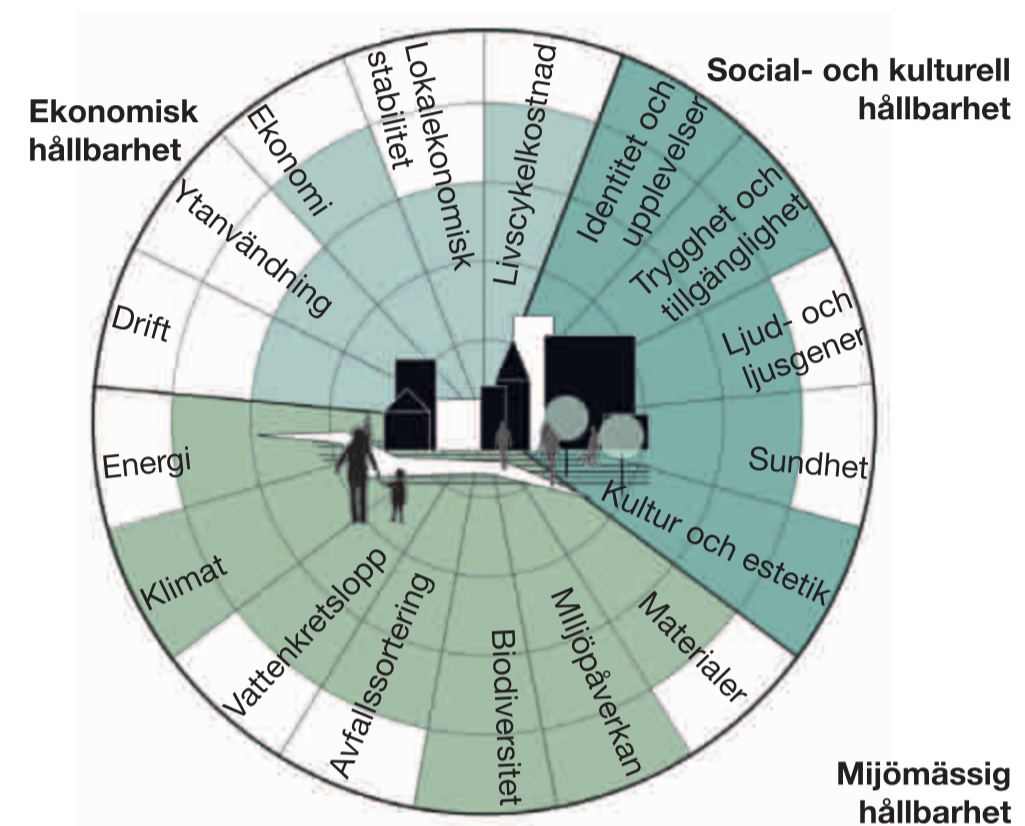 Social- och kulturell
hållbarhet
Ekonomisk
hållbarhet
Drift
Ytanvändning
Ekonomi
Lokalekonomisk
stabilitet
Livscykelkostnad
Identitet och
upplevelser
Trygghet och
tillgänglighet
Ljud- och
ljusgener
Sundhet
Kultur och estetik
Materialer
MIljöpåverkan
Biodiversitet
Avfallssortering
Vattenkretslopp
Klimat
Energi
Mijömässig
hållbarhet